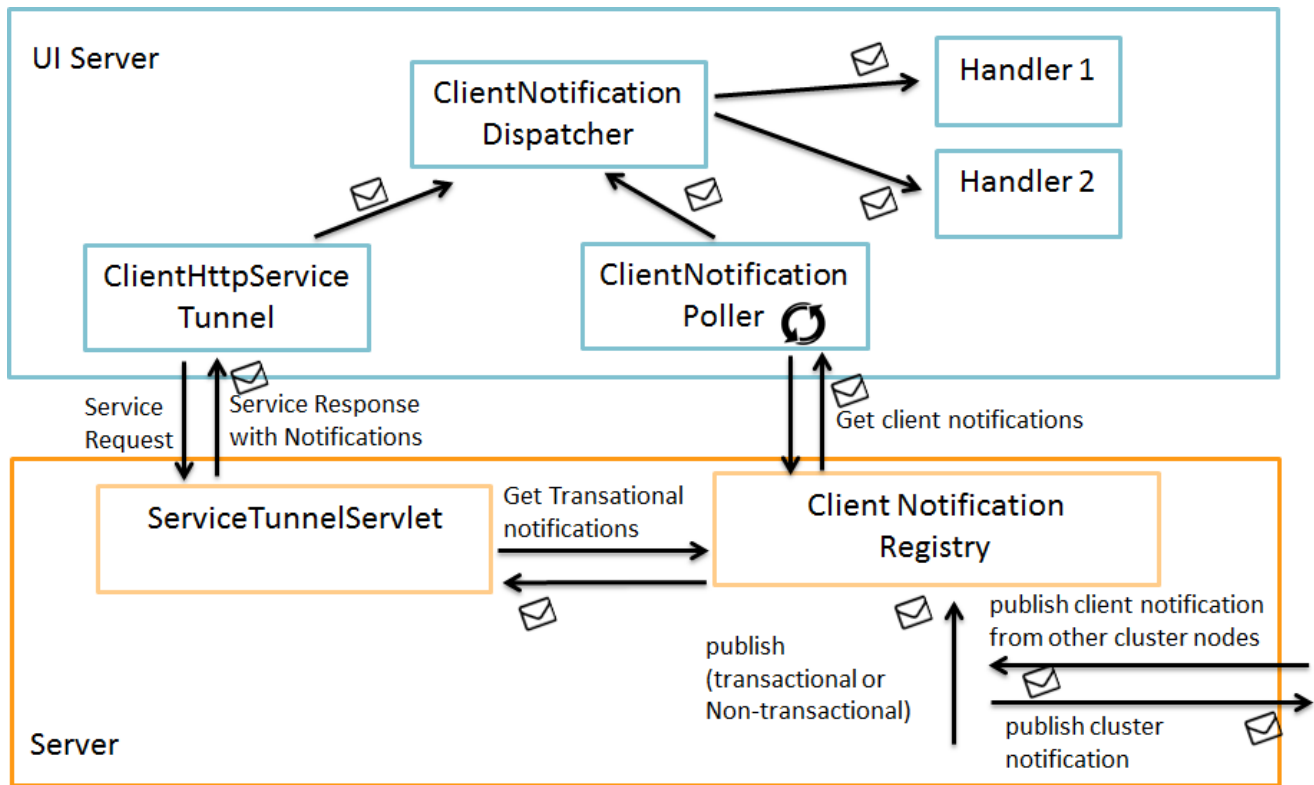 UI Server
ClientNotification
Dispatcher
Handler 1
Handler 2
ClientHttpService
Tunnel
ClientNotification
Poller
Service
Request
Service Response
with Notifications
Get client notifications
ServiceTunnelServlet
Get Transational
notifications
Client Notification
Registry
publish
(transactional or
Non-transactional)
publish client notification
from other cluster nodes
publish cluster
notification
Server